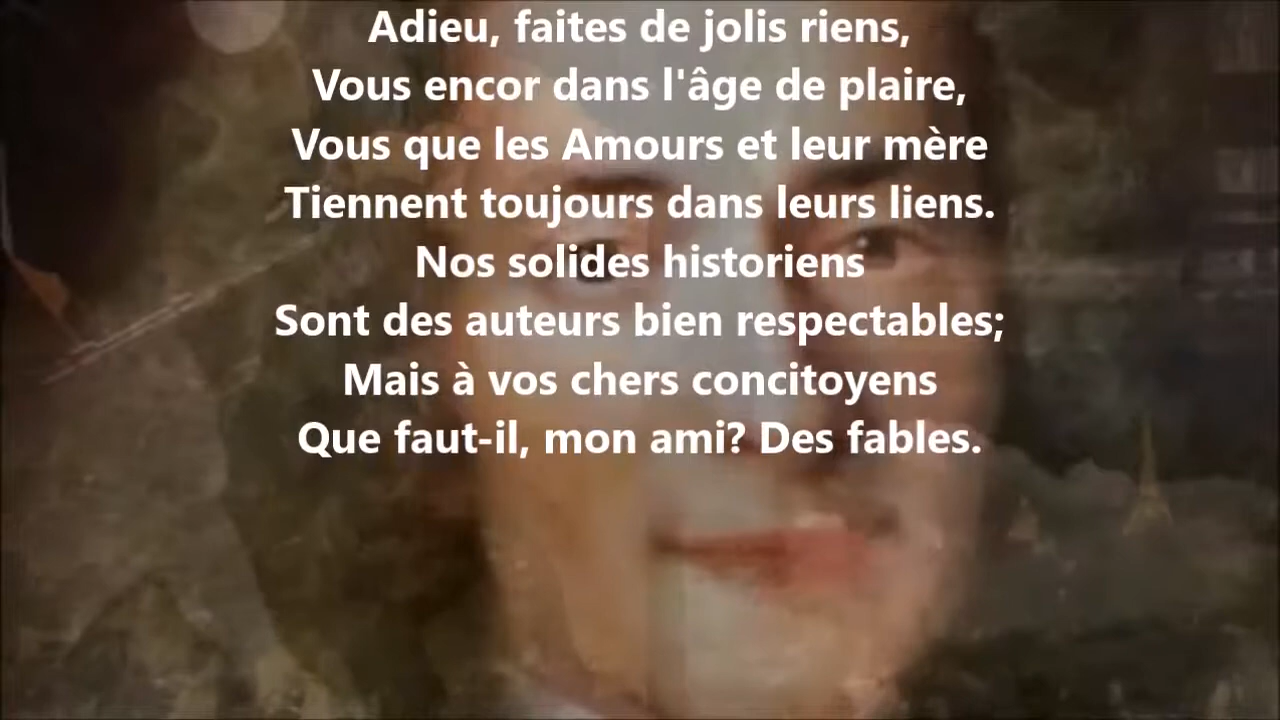 Adieu, faites de jolis riens,
Vous encor dans l'âge de plaire,
Vous que les Amours et leur mère
Tiennent toujours dans leurs liens.
Nos solides historiens
Sont des auteurs bien respectables;
Mais à vos chers concitoyens
Que faut-il, mon ami? Des fables.